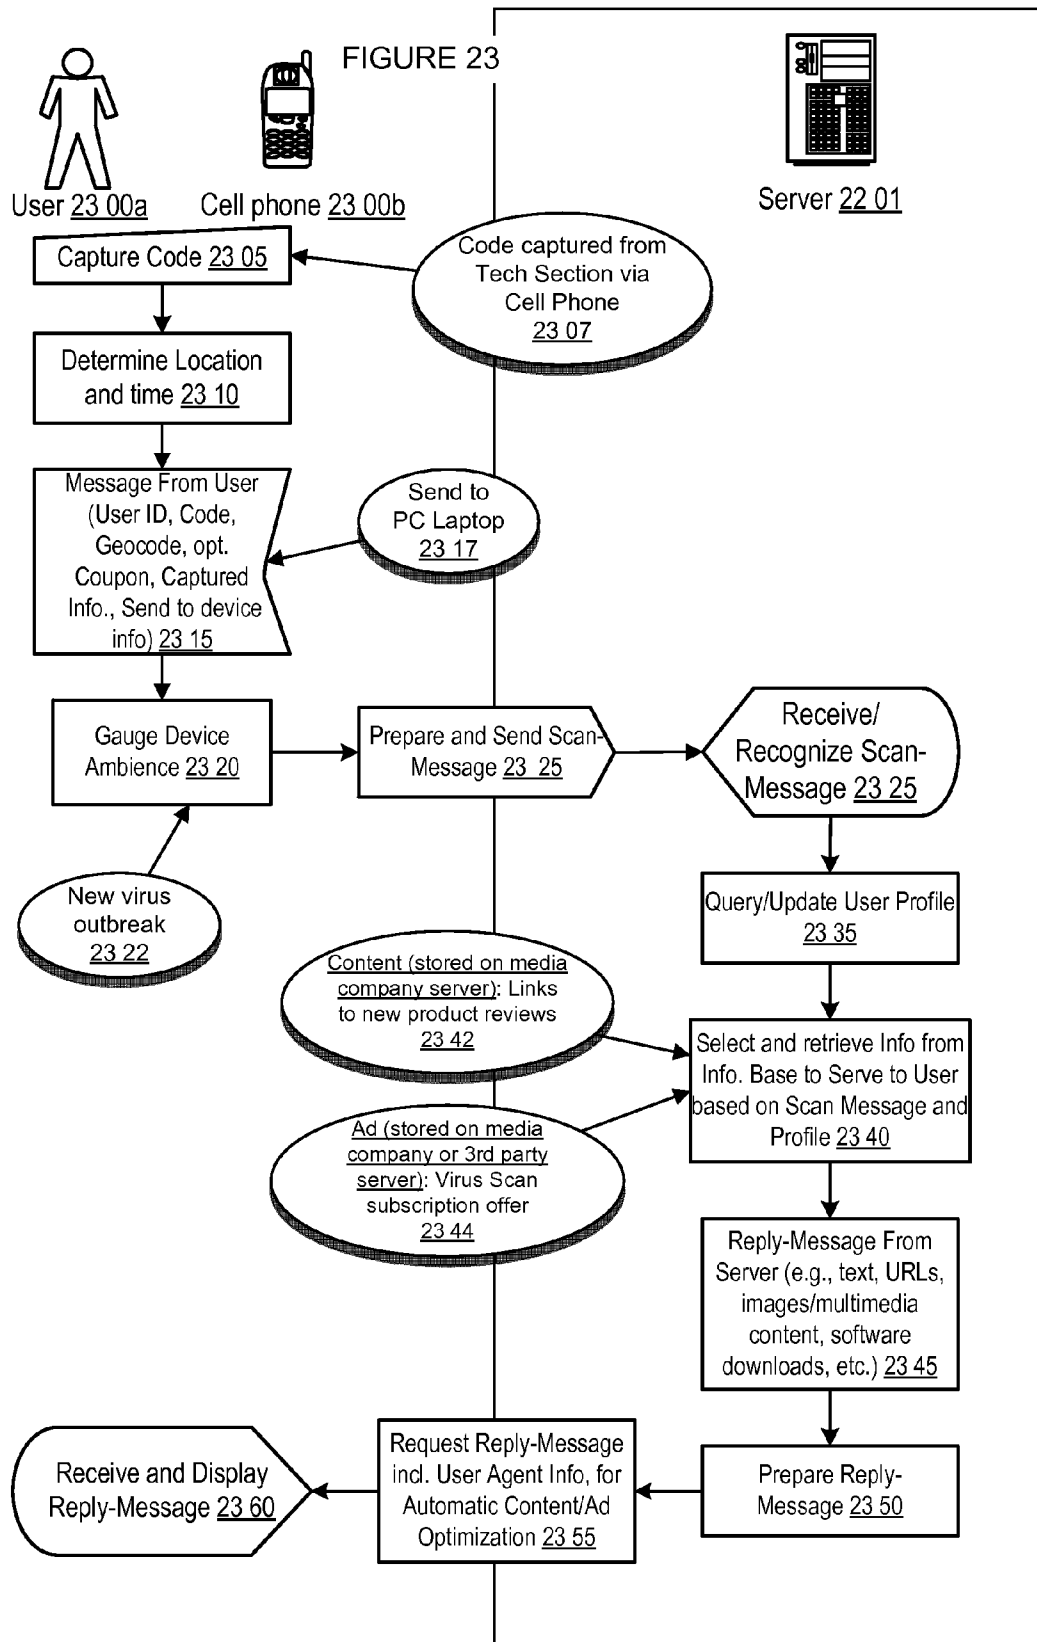 FIGURE 23
User 23 00a
Cell phone 23 00b
Server 22 01
Capture Code 23 05
Code captured from
Tech Section via
Cell Phone
23 07
Determine Location
and time 23 10
Message From User
(User ID, Code,
Geocode, opt.
Coupon, Captured
Info., Send to device
info) 23 15
Send to
PC Laptop
23 17
Gauge Device
Ambience 23 20
Prepare and Send Scan-
Message 23 25
Receive/
Recognize Scan-
Message 23 25
New virus
outbreak
23 22
Query/Update User Profile
23 35
Content (stored on media
company server): Links
to new product reviews
23 42
Select and retrieve Info from
Info. Base to Serve to User
based on Scan Message and
Profile 23 40
Ad (stored on media
company or 3rd party
server): Virus Scan
subscription offer
23 44
Reply-Message From
Server (e.g., text, URLs,
images/multimedia
content, software
downloads, etc.) 23 45
Prepare Reply-
Message 23 50
Request Reply-Message
incl. User Agent Info, for
Automatic Content/Ad
Optimization 23 55
Receive and Display
Reply-Message 23 60